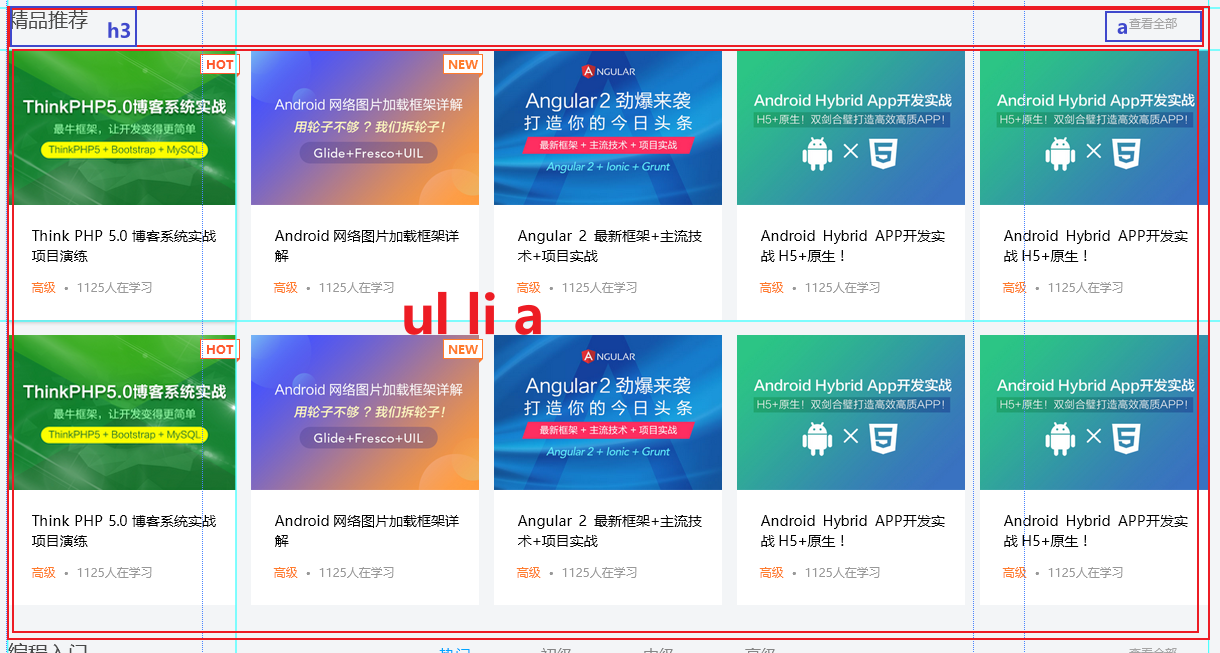 精品推荐
h3
a
查看全部
HOT
ThinkPHP5.0博客系统实战
最牛框架，让开发变得更简单
ThinkPHP5 + Bootstrap + MySQL
NEW
Android 网络图片加载框架详解
用轮子不够？我们拆轮子！
Glide+Fresco+UIL
ANGULAR
Angular2 劲爆来袭
打造你的今日头条
最新框架 + 主流技术 + 项目实战
Angular 2 + Ionic + Grunt
Android Hybrid App开发实战
H5+原生！双剑合璧打造高效高质APP！
Android Hybrid App开发实战
H5+原生！双剑合璧打造高效高质APP！
Think PHP 5.0 博客系统实战
项目演练
高级 • 1125人在学习
Android 网络图片加载框架详
解
高级 • 1125人在学习
Angular 2 最新框架+主流技
术+项目实战
高级 • 1125人在学习
Android Hybrid APP开发实
战 H5+原生！
高级 • 1125人在学习
Android Hybrid APP开发实
战 H5+原生！
高级 • 1125人在学习
ul li a
HOT
ThinkPHP5.0博客系统实战
最牛框架，让开发变得更简单
ThinkPHP5 + Bootstrap + MySQL
NEW
Android 网络图片加载框架详解
用轮子不够？我们拆轮子！
Glide+Fresco+UIL
ANGULAR
Angular2 劲爆来袭
打造你的今日头条
最新框架 + 主流技术 + 项目实战
Angular 2 + Ionic + Grunt
Android Hybrid App开发实战
H5+原生！双剑合璧打造高效高质APP！
Android Hybrid App开发实战
H5+原生！双剑合璧打造高效高质APP！
Think PHP 5.0 博客系统实战
项目演练
高级 • 1125人在学习
Android 网络图片加载框架详
解
高级 • 1125人在学习
Angular 2 最新框架+主流技
术+项目实战
高级 • 1125人在学习
Android Hybrid APP开发实
战 H5+原生！
高级 • 1125人在学习
Android Hybrid APP开发实
战 H5+原生！
高级 • 1125人在学习
编程入门
热门
初级
中级
高级
查看全部